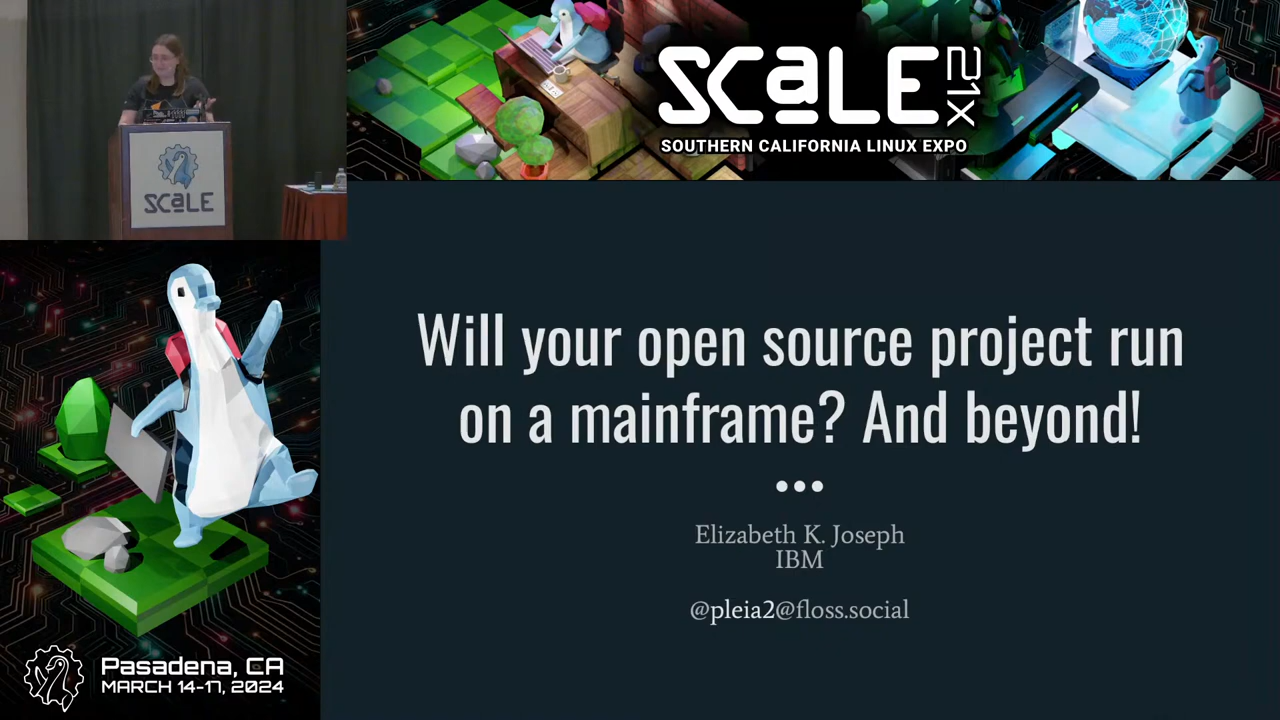 SCaLE 21X
SOUTHERN CALIFORNIA LINUX EXPO
SCaLE
Will your open source project run
on a mainframe? And beyond!
Elizabeth K. Joseph
IBM
@pleia2@floss.social
Pasadena, CA
MARCH 14-17, 2024